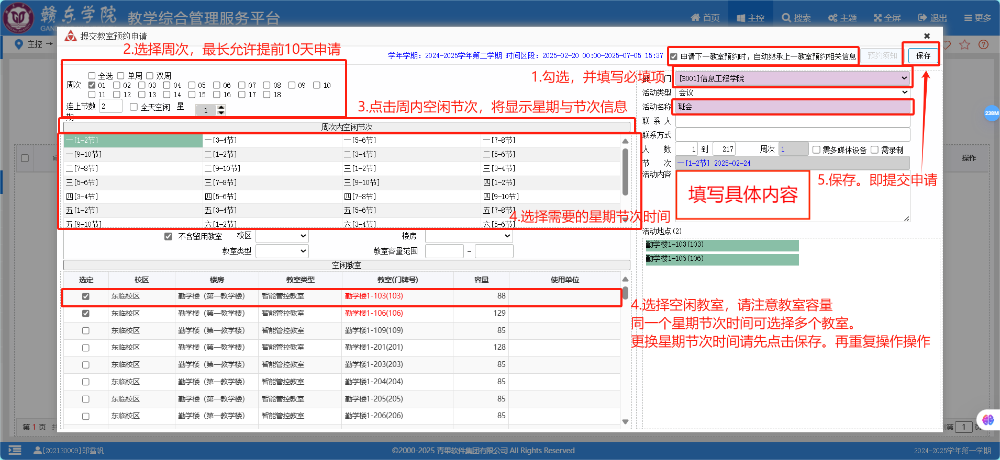 赣东学院
教学综合管理服务平台
首页
主控
搜索
主题
全屏
退出
更多
主控 →
提交教室预约申请
2.选择周次，最长允许提前10天申请
学年学期：2024-2025学年第二学期 时间区段：2025-02-20 00:00-2025-07-05 15:37
申请下一教室预约时，自动继承上一教室预约相关信息
预约须知
保存
全选 单周 双周
周次 01 02 03 04 05 06 07 08 09 10
11 12 13 14 15 16 17 18
连上节数 2 全天空闲 星 1
期
1.勾选，并填写必填项
门 [B001]信息工程学院
活动类型 会议
活动名称 班会
联 系 人
联系方式
人 数 1 到 217 周次 1 需多媒体设备 需录制
节 次 一[1-2节] 2025-02-24
活动内容
填写具体内容
5.保存。即提交申请
3.点击周内空闲节次，将显示星期与节次信息
周次内空闲节次
一[1-2节] 一[3-4节] 一[5-6节] 一[7-8节]
一[9-10节] 二[1-2节] 二[3-4节] 二[5-6节]
二[7-8节] 二[9-10节] 三[1-2节] 三[3-4节]
三[5-6节] 三[7-8节] 三[9-10节] 四[1-2节]
四[3-4节] 四[5-6节] 四[7-8节] 四[9-10节]
五[1-2节] 五[3-4节] 五[5-6节] 五[7-8节]
五[9-10节] 六[1-2节] 六[3-4节] 六[5-6节]
4.选择需要的星期节次时间
不含留用教室 校区 楼房
教室类型 教室容量范围 -
活动地点(2)
勤学楼1-103(103)
勤学楼1-106(106)
空闲教室
选定 校区 楼房 教室类型 教室(门牌号) 容量 使用单位
东临校区 勤学楼（第一教学楼） 智能管控教室 勤学楼1-103(103) 88
东临校区 勤学楼（第一教学楼） 智能管控教室 勤学楼1-106(106) 129
东临校区 勤学楼（第一教学楼） 智能管控教室 勤学楼1-109(109) 85
东临校区 勤学楼（第一教学楼） 智能管控教室 勤学楼1-201(201) 128
东临校区 勤学楼（第一教学楼） 智能管控教室 勤学楼1-203(203) 85
东临校区 勤学楼（第一教学楼） 智能管控教室 勤学楼1-204(204) 85
东临校区 勤学楼（第一教学楼） 智能管控教室 勤学楼1-205(205) 85
东临校区 勤学楼（第一教学楼） 智能管控教室 勤学楼1-206(206) 85
4.选择空闲教室，请注意教室容量
同一个星期节次时间可选择多个教室。
更换星期节次时间请先点击保存。再重复操作操作
238M
操作
第 1 页 共
第 1 页
[202130009]郑雪帆
©2000-2025 青果软件集团有限公司 All Rights Reserved
2024-2025学年第一学期